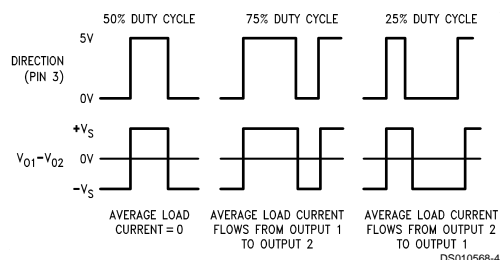 50% DUTY CYCLE
75% DUTY CYCLE
25% DUTY CYCLE
5V
DIRECTION
(PIN 3)
0V
+VS
VO1−VO2
0V
−VS
AVERAGE LOAD
CURRENT = 0
AVERAGE LOAD CURRENT
FLOWS FROM OUTPUT 1
TO OUTPUT 2
AVERAGE LOAD CURRENT
FLOWS FROM OUTPUT 2
TO OUTPUT 1
DS010568-4